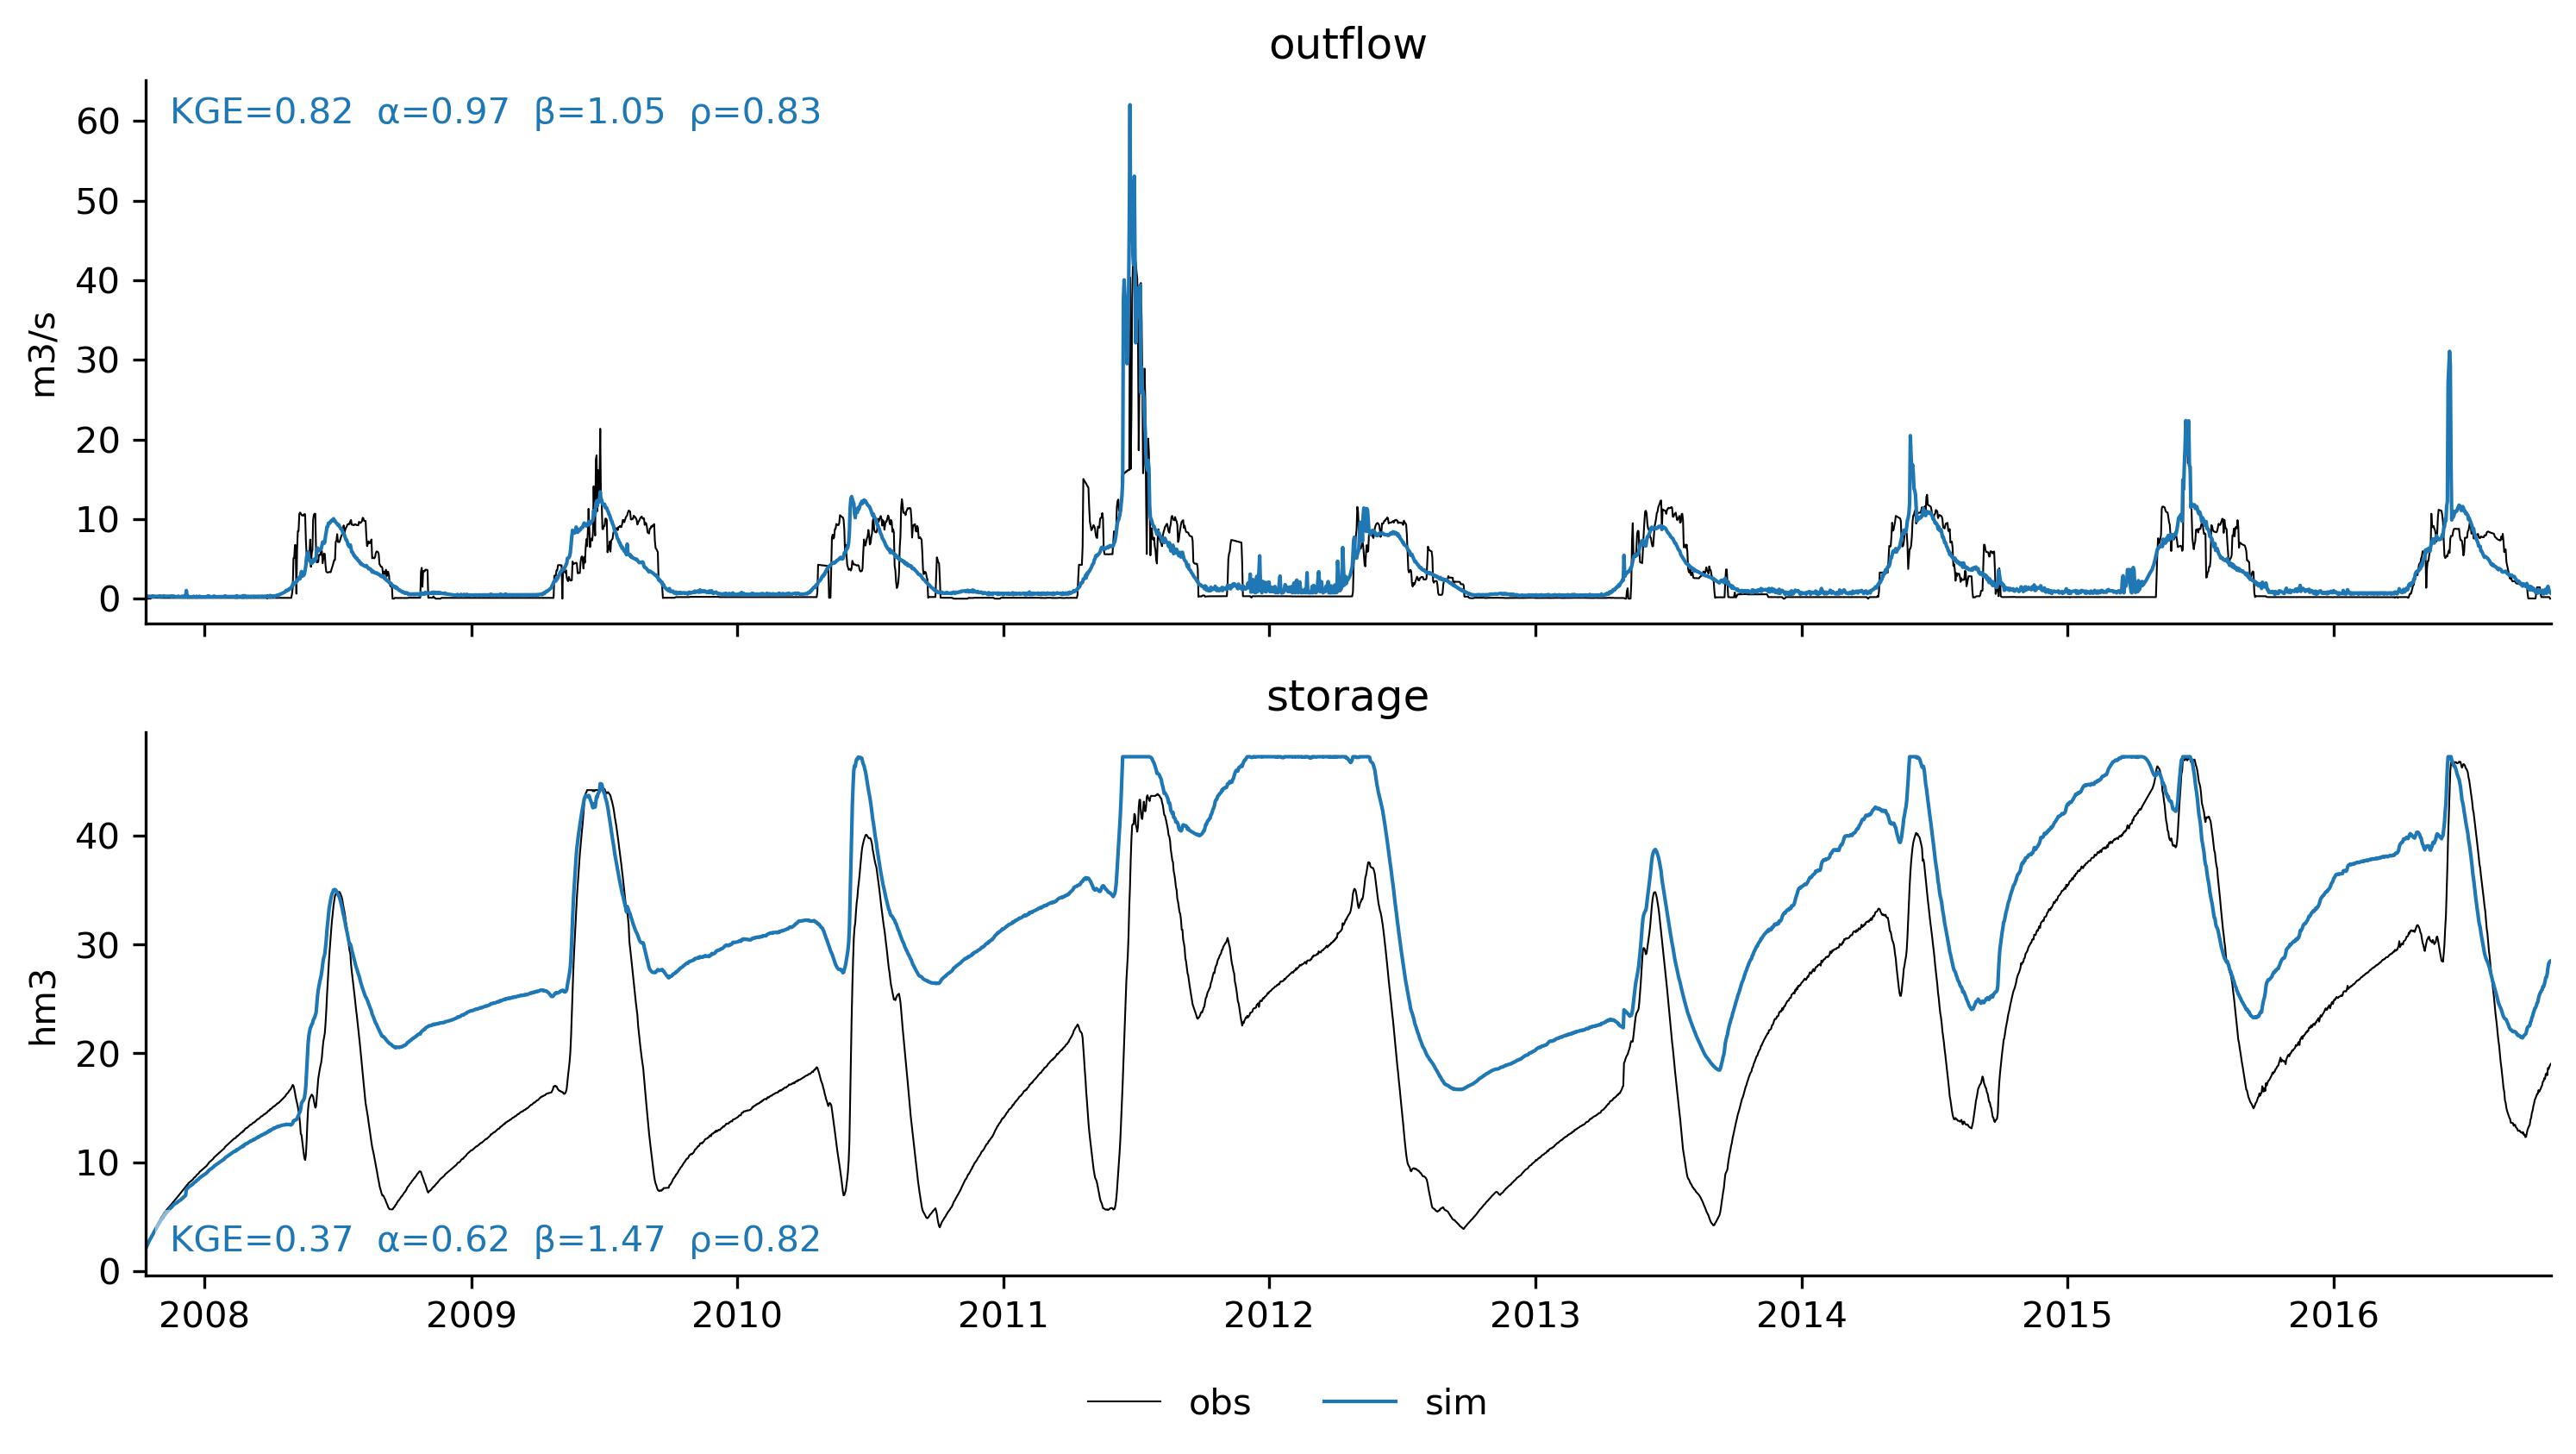 outflow
KGE=0.82 α=0.97 β=1.05 ρ=0.83
m3/s
60
50
40
30
20
10
0
storage
hm3
40
30
20
10
0
KGE=0.37 α=0.62 β=1.47 ρ=0.82
2008 2009 2010 2011 2012 2013 2014 2015 2016
obs sim